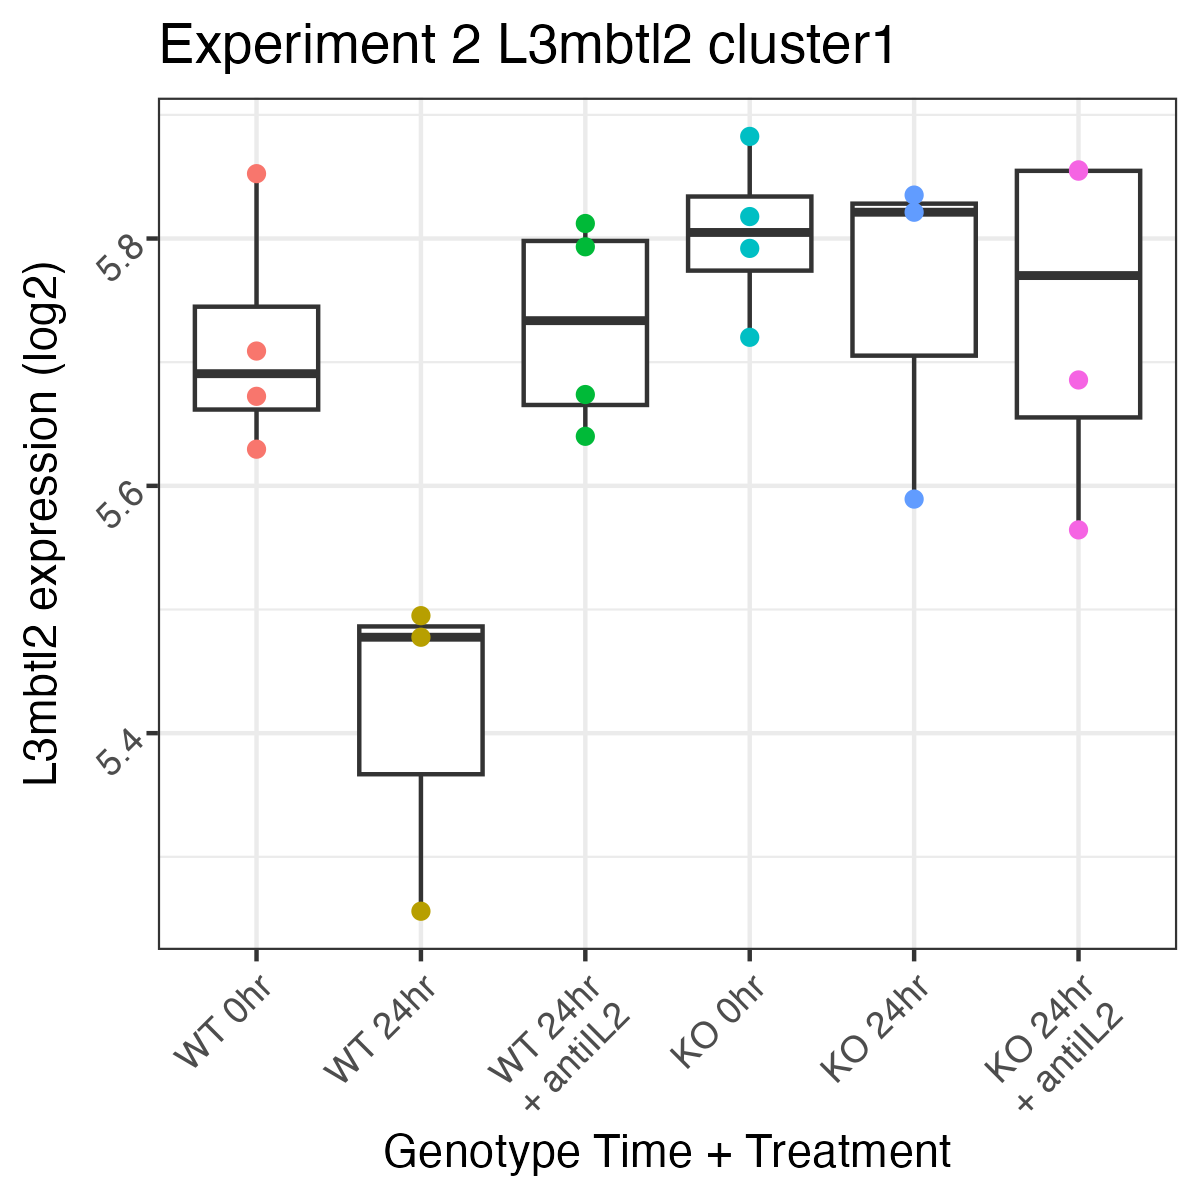 Experiment 2 L3mbtl2 cluster1
L3mbtl2 expression (log2)
5.8
5.6
5.4
WT 0hr
WT 24hr
WT 24hr
+ antiIL2
KO 0hr
KO 24hr
KO 24hr
+ antiIL2
Genotype Time + Treatment